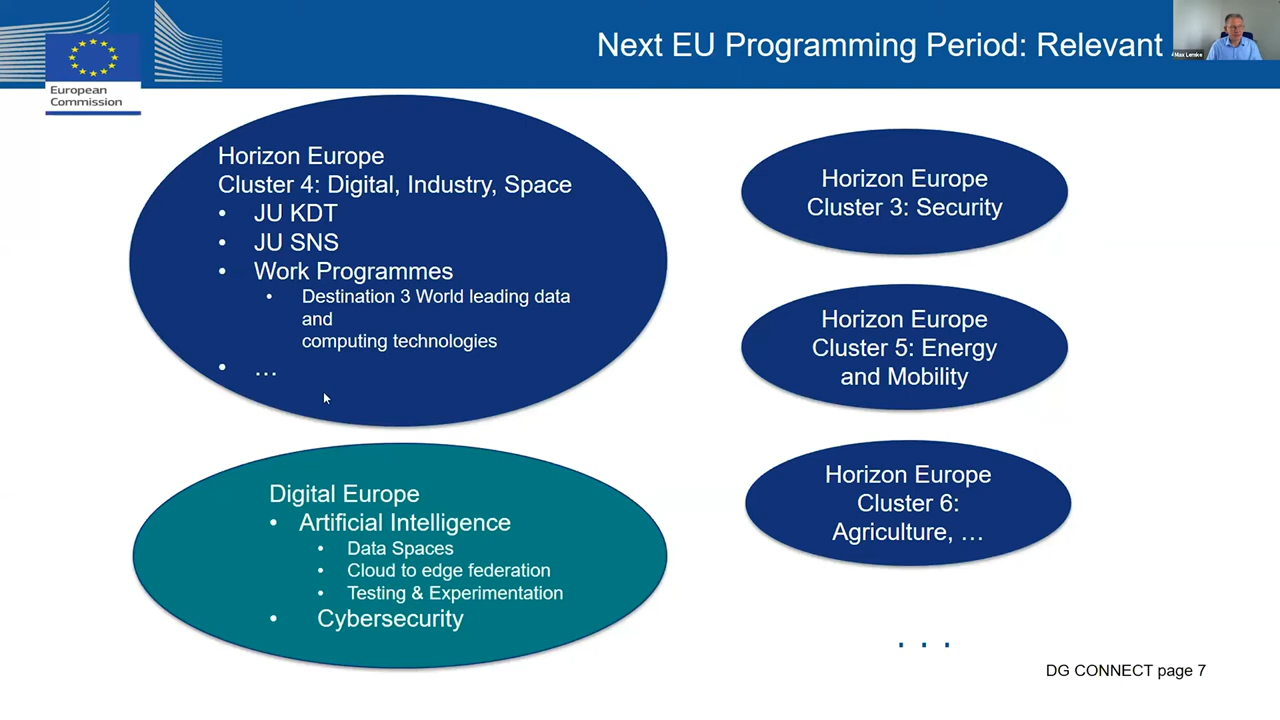 Next EU Programming Period: Relevant
Max Lemke
European
Commission
Horizon Europe
Cluster 4: Digital, Industry, Space
• JU KDT
• JU SNS
• Work Programmes
• Destination 3 World leading data
and
computing technologies
• …
Digital Europe
• Artificial Intelligence
• Data Spaces
• Cloud to edge federation
• Testing & Experimentation
• Cybersecurity
Horizon Europe
Cluster 3: Security
Horizon Europe
Cluster 5: Energy
and Mobility
Horizon Europe
Cluster 6:
Agriculture, …
. . .
DG CONNECT page 7